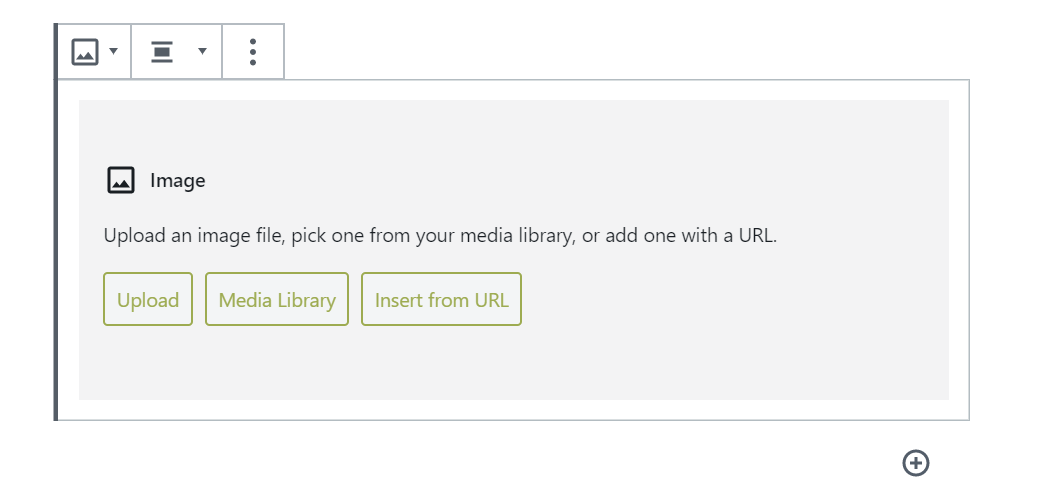 Image
Upload an image file, pick one from your media library, or add one with a URL.
Upload Media Library Insert from URL